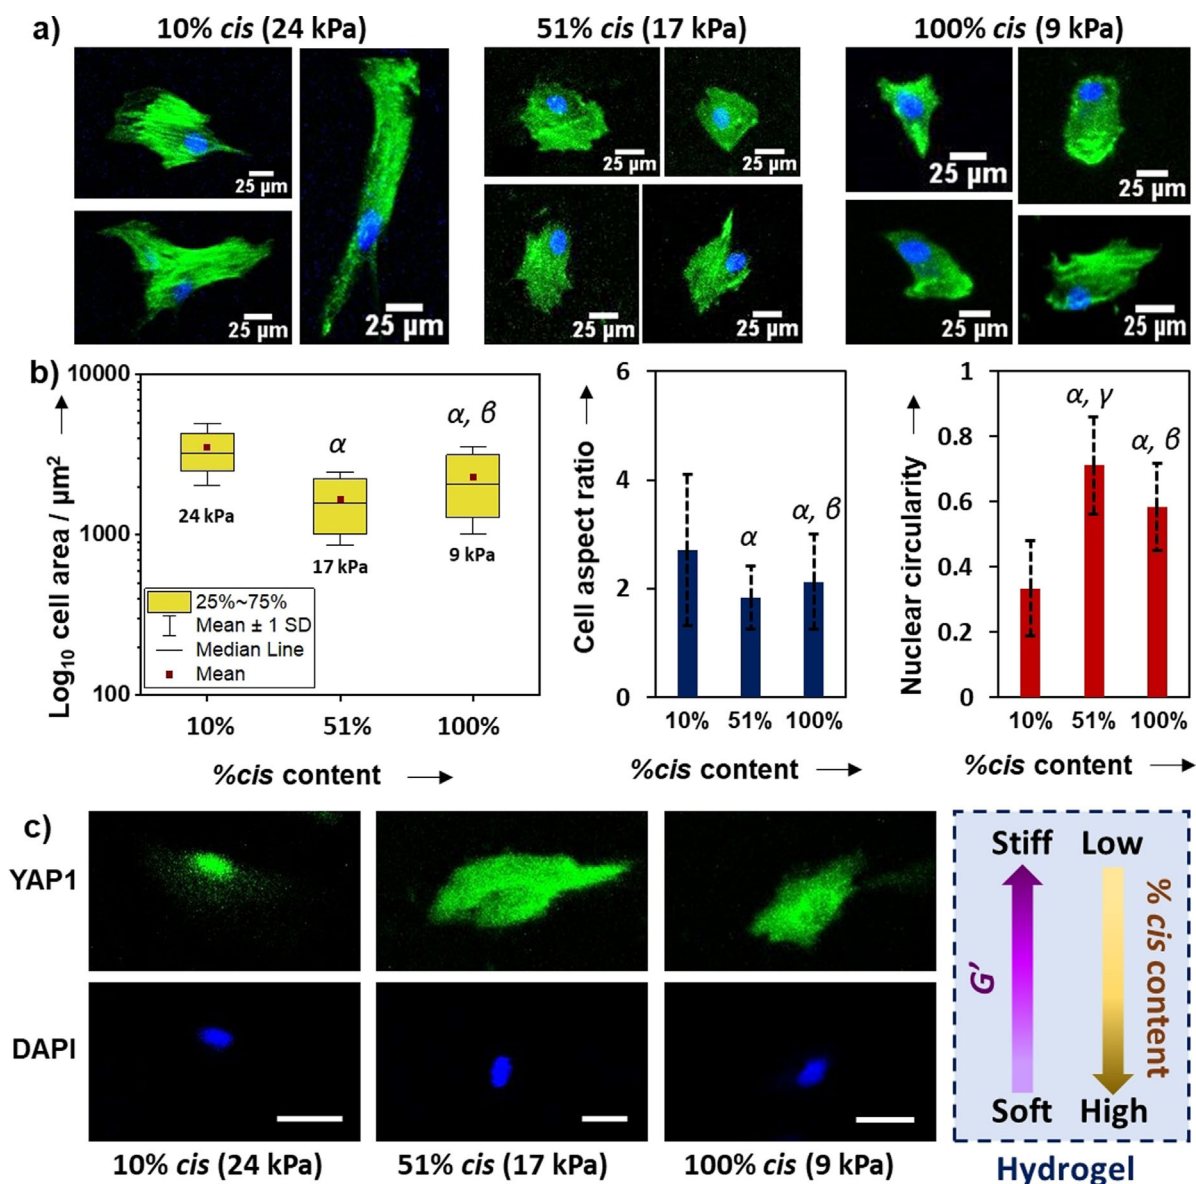 a)
10% cis (24 kPa)
51% cis (17 kPa)
100% cis (9 kPa)
25 µm
25 µm
25 µm
25 µm
25 µm
25 µm
25 µm
25 µm
25 µm
25 µm
25 µm
b)
Log10 cell area / µm²
10000
1000
100
24 kPa
α
17 kPa
α, β
9 kPa
25%~75%
Mean ± 1 SD
Median Line
Mean
10%
51%
100%
%cis content
Cell aspect ratio
6
4
2
0
α
α, β
10%
51%
100%
%cis content
Nuclear circularity
1
0.8
0.6
0.4
0.2
0
α, γ
α, β
10%
51%
100%
%cis content
c)
YAP1
DAPI
10% cis (24 kPa)
51% cis (17 kPa)
100% cis (9 kPa)
Stiff
Low
G'
% cis content
Soft
High
Hydrogel